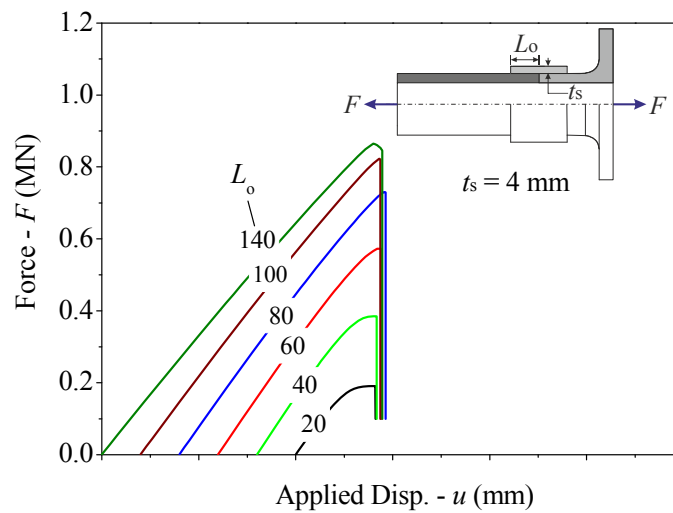 1.2
1.0
0.8
0.6
0.4
0.2
0.0
Force - F (MN)
Applied Disp. - u (mm)
Lo
140
100
80
60
40
20
Lo
ts
F
F
ts = 4 mm